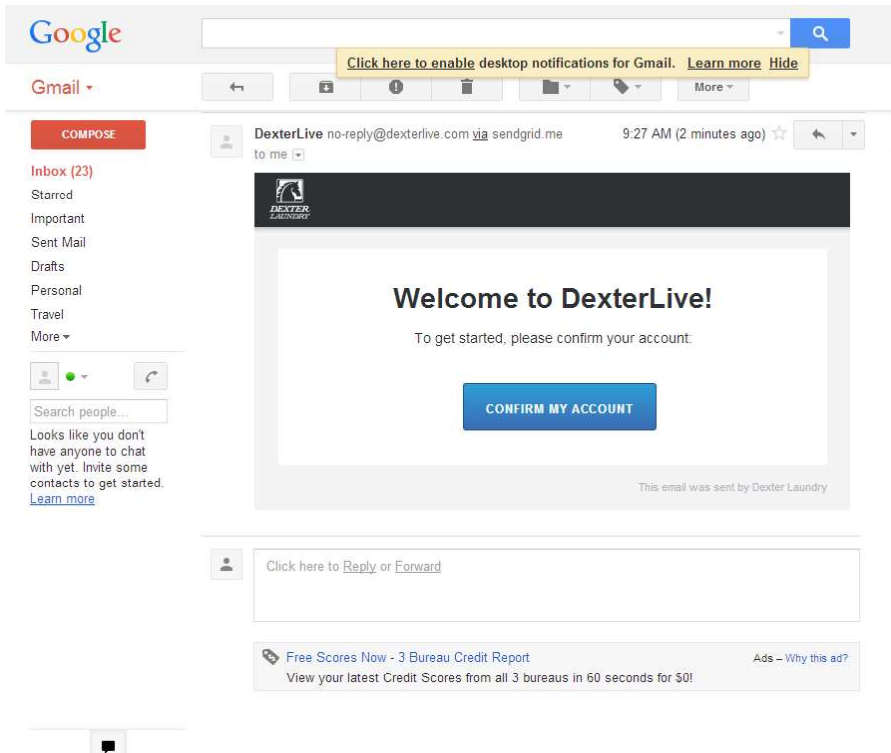 Google
Click here to enable desktop notifications for Gmail. Learn more Hide
Gmail
More
COMPOSE
Inbox (23)
Starred
Important
Sent Mail
Drafts
Personal
Travel
More
Search people...
Looks like you don't
have anyone to chat
with yet. Invite some
contacts to get started.
Learn more
DexterLive no-reply@dexterlive.com via sendgrid.me
9:27 AM (2 minutes ago)
to me
DEXTER
LAUNDRY
Welcome to DexterLive!
To get started, please confirm your account:
CONFIRM MY ACCOUNT
This email was sent by Dexter Laundry
Click here to Reply or Forward
Free Scores Now - 3 Bureau Credit Report
Ads – Why this ad?
View your latest Credit Scores from all 3 bureaus in 60 seconds for $0!